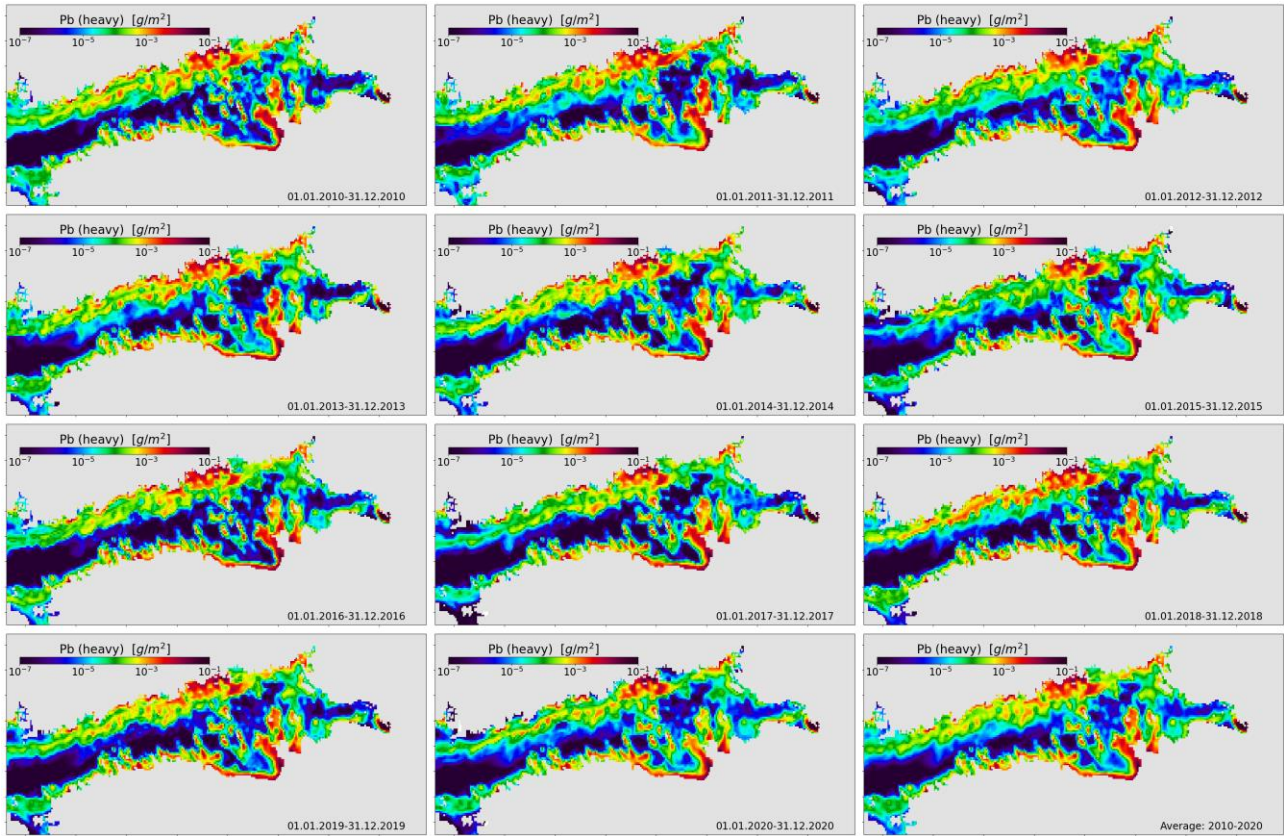 Pb (heavy) [g/m²] Pb (heavy) [g/m²] Pb (heavy) [g/m²]
10⁻⁷ 10⁻⁵ 10⁻³ 10⁻¹ 10⁻⁷ 10⁻⁵ 10⁻³ 10⁻¹ 10⁻⁷ 10⁻⁵ 10⁻³ 10⁻¹
01.01.2010-31.12.2010 01.01.2011-31.12.2011 01.01.2012-31.12.2012
Pb (heavy) [g/m²] Pb (heavy) [g/m²] Pb (heavy) [g/m²]
10⁻⁷ 10⁻⁵ 10⁻³ 10⁻¹ 10⁻⁷ 10⁻⁵ 10⁻³ 10⁻¹ 10⁻⁷ 10⁻⁵ 10⁻³ 10⁻¹
01.01.2013-31.12.2013 01.01.2014-31.12.2014 01.01.2015-31.12.2015
Pb (heavy) [g/m²] Pb (heavy) [g/m²] Pb (heavy) [g/m²]
10⁻⁷ 10⁻⁵ 10⁻³ 10⁻¹ 10⁻⁷ 10⁻⁵ 10⁻³ 10⁻¹ 10⁻⁷ 10⁻⁵ 10⁻³ 10⁻¹
01.01.2016-31.12.2016 01.01.2017-31.12.2017 01.01.2018-31.12.2018
Pb (heavy) [g/m²] Pb (heavy) [g/m²] Pb (heavy) [g/m²]
10⁻⁷ 10⁻⁵ 10⁻³ 10⁻¹ 10⁻⁷ 10⁻⁵ 10⁻³ 10⁻¹ 10⁻⁷ 10⁻⁵ 10⁻³ 10⁻¹
01.01.2019-31.12.2019 01.01.2020-31.12.2020 Average: 2010-2020